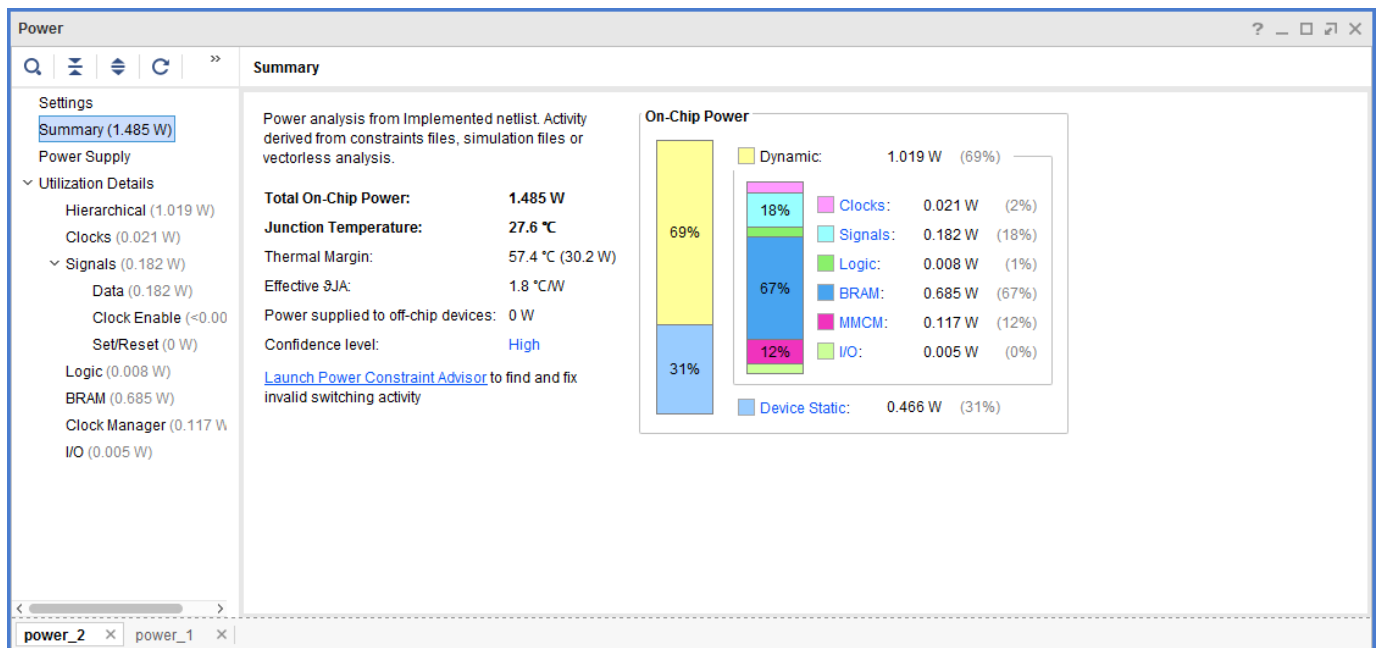 Power
?
»
Summary
Settings
Summary (1.485 W)
Power Supply
Utilization Details
Hierarchical (1.019 W)
Clocks (0.021 W)
Signals (0.182 W)
Data (0.182 W)
Clock Enable (<0.00
Set/Reset (0 W)
Logic (0.008 W)
BRAM (0.685 W)
Clock Manager (0.117 W
I/O (0.005 W)
Power analysis from Implemented netlist. Activity
derived from constraints files, simulation files or
vectorless analysis.
Total On-Chip Power: 1.485 W
Junction Temperature: 27.6 °C
Thermal Margin: 57.4 °C (30.2 W)
Effective ϑJA: 1.8 °C/W
Power supplied to off-chip devices: 0 W
Confidence level: High
Launch Power Constraint Advisor to find and fix
invalid switching activity
On-Chip Power
69%
31%
Dynamic: 1.019 W (69%)
18%
67%
12%
Clocks: 0.021 W (2%)
Signals: 0.182 W (18%)
Logic: 0.008 W (1%)
BRAM: 0.685 W (67%)
MMCM: 0.117 W (12%)
I/O: 0.005 W (0%)
Device Static: 0.466 W (31%)
power_2 power_1